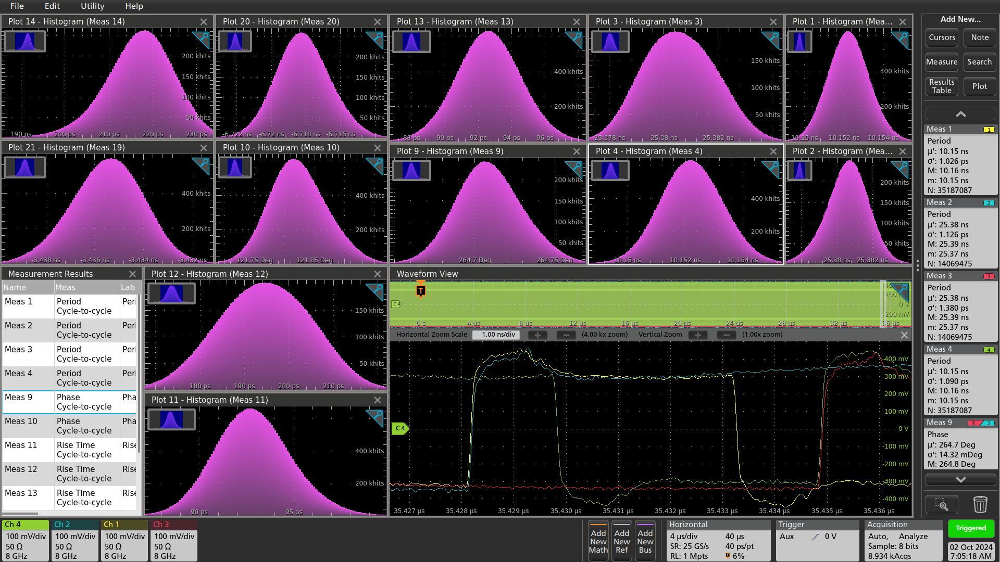 File Edit Utility Help
Plot 14 - Histogram (Meas 14)
200 khits
150 khits
100 khits
50 khits
190 ps 200 ps 210 ps 220 ps 230 ps
Plot 20 - Histogram (Meas 20)
200 khits
150 khits
100 khits
50 khits
-6.722 ns -6.72 ns -6.718 ns -6.716 ns
Plot 13 - Histogram (Meas 13)
400 khits
200 khits
88 ps 90 ps 92 ps 94 ps 96 ps
Plot 3 - Histogram (Meas 3)
150 khits
100 khits
50 khits
25.378 ns 25.38 ns 25.382 ns
Plot 1 - Histogram (Mea...
400 khits
200 khits
10.15 ns 10.152 ns 10.154 ns
Plot 21 - Histogram (Meas 19)
400 khits
200 khits
-3.438 ns -3.436 ns -3.434 ns -3.432 ns
Plot 10 - Histogram (Meas 10)
400 khits
200 khits
121.75 Deg 121.85 Deg
Plot 9 - Histogram (Meas 9)
200 khits
150 khits
100 khits
50 khits
264.7 Deg 264.75 Deg
Plot 4 - Histogram (Meas 4)
400 khits
200 khits
10.15 ns 10.152 ns 10.154 ns
Plot 2 - Histogram (Mea...
200 khits
150 khits
100 khits
50 khits
25.38 ns 25.382 ns
Measurement Results
Name Meas Lab
Meas 1 Period Peri
Cycle-to-cycle
Meas 2 Period Peri
Cycle-to-cycle
Meas 3 Period Peri
Cycle-to-cycle
Meas 4 Period Peri
Cycle-to-cycle
Meas 9 Phase Pha
Cycle-to-cycle
Meas 10 Phase Pha
Cycle-to-cycle
Meas 11 Rise Time Rise
Cycle-to-cycle
Meas 12 Rise Time Rise
Cycle-to-cycle
Meas 13 Rise Time Rise
Cycle-to-cycle
Plot 12 - Histogram (Meas 12)
150 khits
100 khits
50 khits
180 ps 190 ps 200 ps 210 ps
Plot 11 - Histogram (Meas 11)
400 khits
200 khits
90 ps 95 ps
Waveform View
T
C4
200 m
0 V
-200 mV
0 s 4 µs 8 µs 12 µs 16 µs 20 µs 24 µs 28 µs 32 µs 36 µs
Horizontal Zoom Scale 1.00 ns/div + − (4.00 kx zoom) Vertical Zoom + − (1.00x zoom)
400 mV
300 mV
200 mV
100 mV
C 4 0 V
-100 mV
-200 mV
-300 mV
-400 mV
35.427 µs 35.428 µs 35.429 µs 35.430 µs 35.431 µs 35.432 µs 35.433 µs 35.434 µs 35.435 µs 35.436 µs
Add New...
Cursors Note
Measure Search
Results
Table
Plot
Meas 1 1
Period
µ': 10.15 ns
σ': 1.026 ps
M: 10.16 ns
m: 10.15 ns
N: 35187087
Meas 2 2
Period
µ': 25.38 ns
σ': 1.126 ps
M: 25.39 ns
m: 25.37 ns
N: 14069475
Meas 3 3
Period
µ': 25.38 ns
σ': 1.380 ps
M: 25.39 ns
m: 25.37 ns
N: 14069475
Meas 4 4
Period
µ': 10.15 ns
σ': 1.090 ps
M: 10.16 ns
m: 10.15 ns
N: 35187087
Meas 9 3 2
Phase
µ': 264.7 Deg
σ': 14.32 mDeg
M: 264.8 Deg
Ch 4
100 mV/div
50 Ω
8 GHz
Ch 2
100 mV/div
50 Ω
8 GHz
Ch 1
100 mV/div
50 Ω
8 GHz
Ch 3
100 mV/div
50 Ω
8 GHz
Add
New
Math
Add
New
Ref
Add
New
Bus
Horizontal
4 µs/div 40 µs
SR: 25 GS/s 40 ps/pt
RL: 1 Mpts T 6%
Trigger
Aux 0 V
Acquisition
Auto, Analyze
Sample: 8 bits
8.934 kAcqs
Triggered
02 Oct 2024
7:05:18 AM